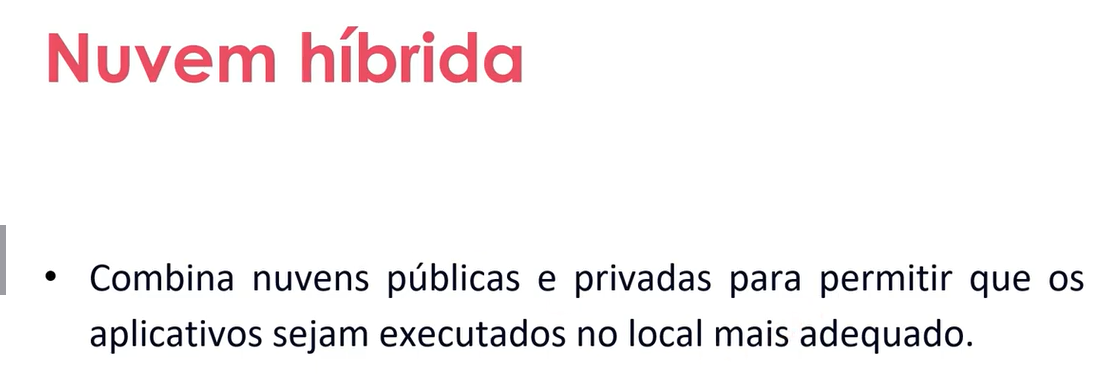 Nuvem híbrida
• Combina nuvens públicas e privadas para permitir que os
aplicativos sejam executados no local mais adequado.